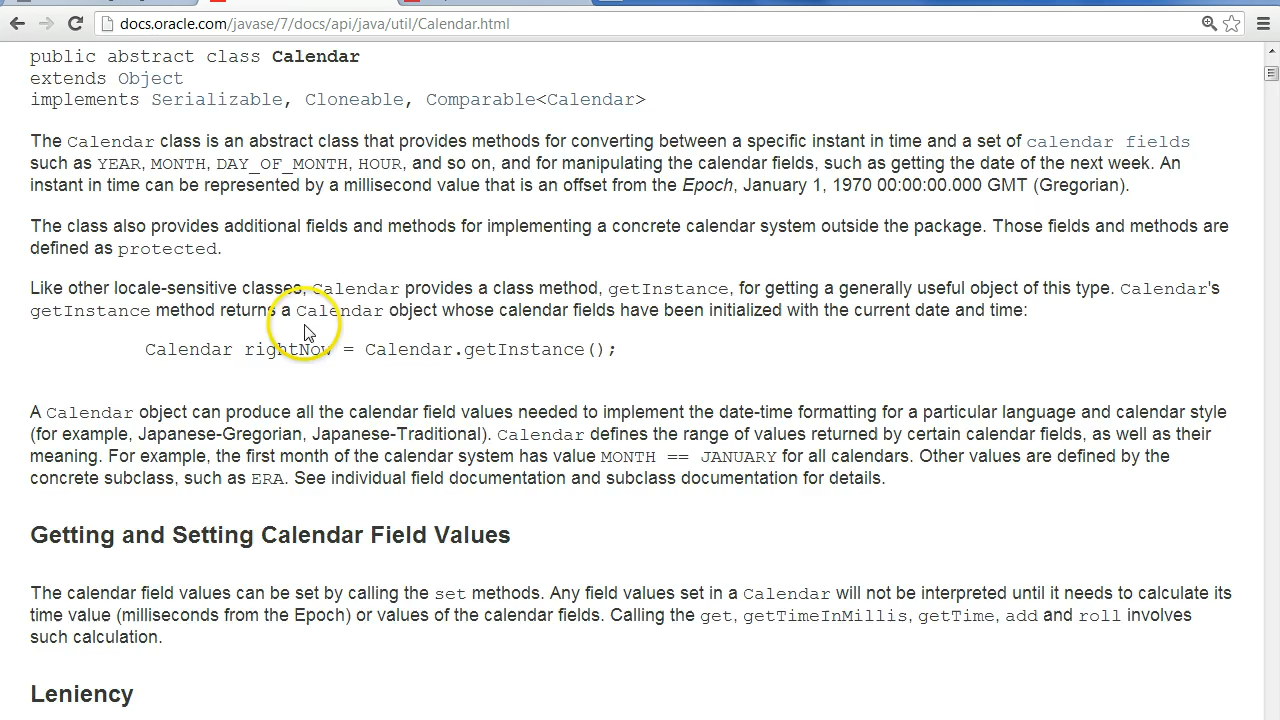 docs.oracle.com/javase/7/docs/api/java/util/Calendar.html
public abstract class Calendar
extends Object
implements Serializable, Cloneable, Comparable<Calendar>
The Calendar class is an abstract class that provides methods for converting between a specific instant in time and a set of calendar fields
such as YEAR, MONTH, DAY_OF_MONTH, HOUR, and so on, and for manipulating the calendar fields, such as getting the date of the next week. An
instant in time can be represented by a millisecond value that is an offset from the Epoch, January 1, 1970 00:00:00.000 GMT (Gregorian).
The class also provides additional fields and methods for implementing a concrete calendar system outside the package. Those fields and methods are
defined as protected.
Like other locale-sensitive classes, Calendar provides a class method, getInstance, for getting a generally useful object of this type. Calendar's
getInstance method returns a Calendar object whose calendar fields have been initialized with the current date and time:
Calendar rightNow = Calendar.getInstance();
A Calendar object can produce all the calendar field values needed to implement the date-time formatting for a particular language and calendar style
(for example, Japanese-Gregorian, Japanese-Traditional). Calendar defines the range of values returned by certain calendar fields, as well as their
meaning. For example, the first month of the calendar system has value MONTH == JANUARY for all calendars. Other values are defined by the
concrete subclass, such as ERA. See individual field documentation and subclass documentation for details.
Getting and Setting Calendar Field Values
The calendar field values can be set by calling the set methods. Any field values set in a Calendar will not be interpreted until it needs to calculate its
time value (milliseconds from the Epoch) or values of the calendar fields. Calling the get, getTimeInMillis, getTime, add and roll involves
such calculation.
Leniency